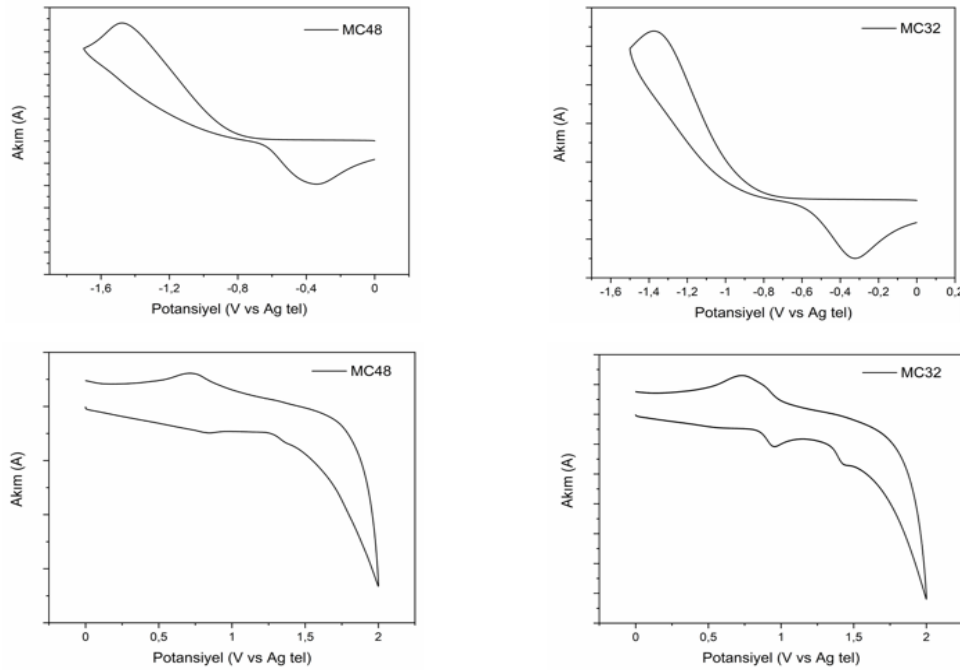 MC48
Akım (A)
-1,6 -1,2 -0,8 -0,4 0
Potansiyel (V vs Ag tel)
MC32
Akım (A)
-1,6 -1,4 -1,2 -1 -0,8 -0,6 -0,4 -0,2 0 0,2
Potansiyel (V vs Ag tel)
MC48
Akım (A)
0 0,5 1 1,5 2
Potansiyel (V vs Ag tel)
MC32
Akım (A)
0 0,5 1 1,5 2
Potansiyel (V vs Ag tel)